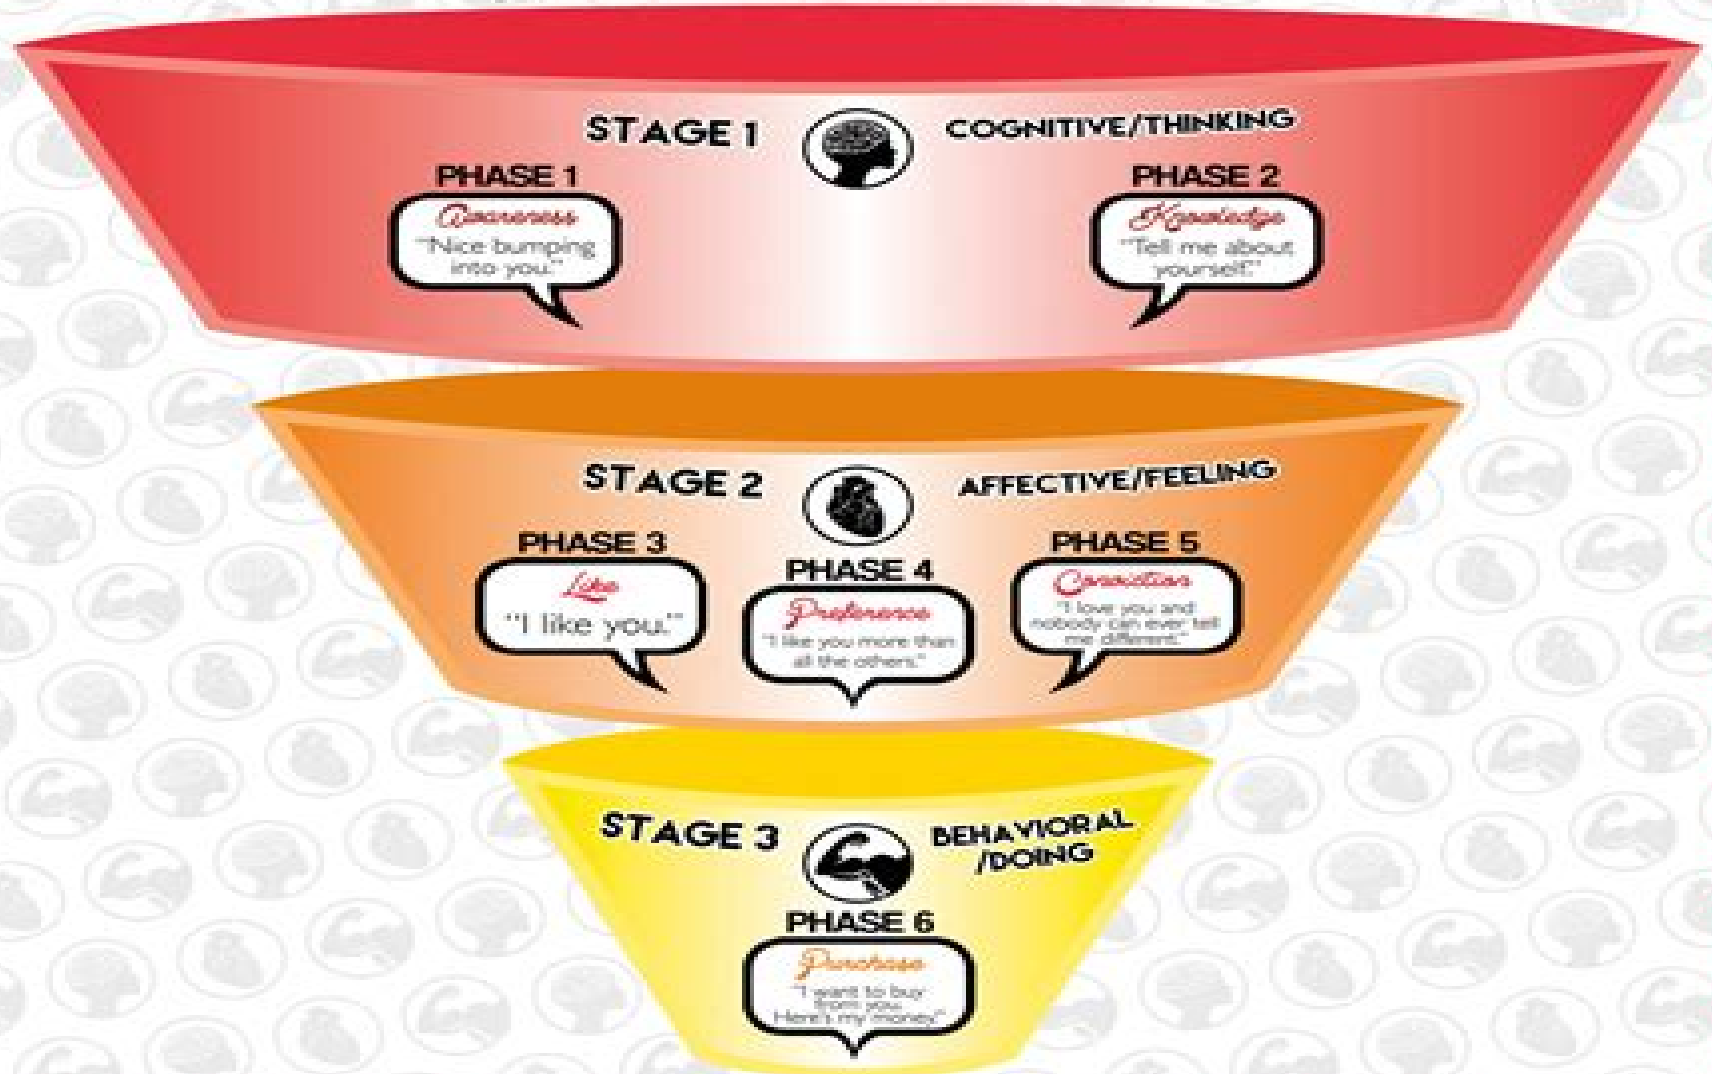 STAGE 1
COGNITIVE/THINKING
PHASE 1
Awareness
"Nice bumping
into you."
PHASE 2
Knowledge
"Tell me about
yourself."
STAGE 2
AFFECTIVE/FEELING
PHASE 3
Like
"I like you."
PHASE 4
Preference
"I like you more than
all the others."
PHASE 5
Conviction
"I love you and
nobody can ever tell
me different."
STAGE 3
BEHAVIORAL
/DOING
PHASE 6
Purchase
"I want to buy
from you.
Here's my money."